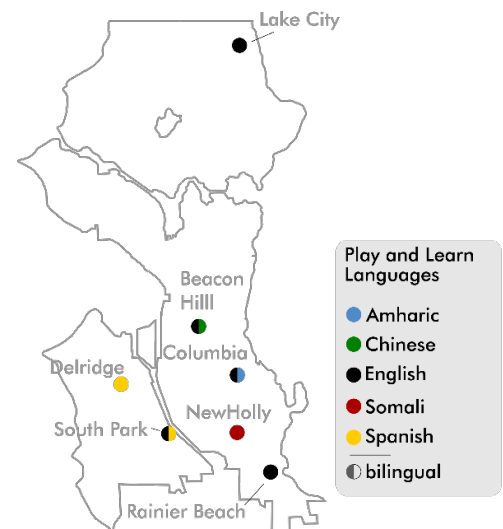 Lake City
Beacon
Hilll
Columbia
Delridge
NewHolly
South Park
Rainier Beach
Play and Learn
Languages
Amharic
Chinese
English
Somali
Spanish
bilingual